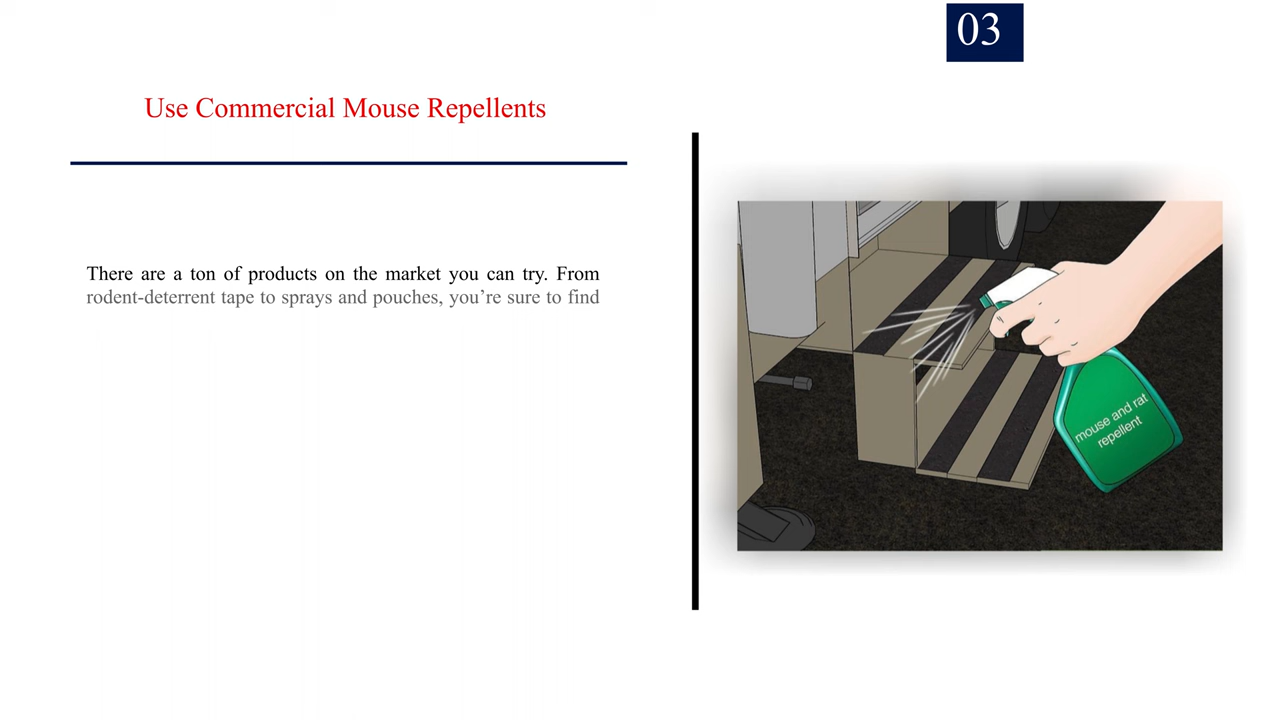 03
Use Commercial Mouse Repellents
There are a ton of products on the market you can try. From
rodent-deterrent tape to sprays and pouches, you’re sure to find
mouse and rat
repellent